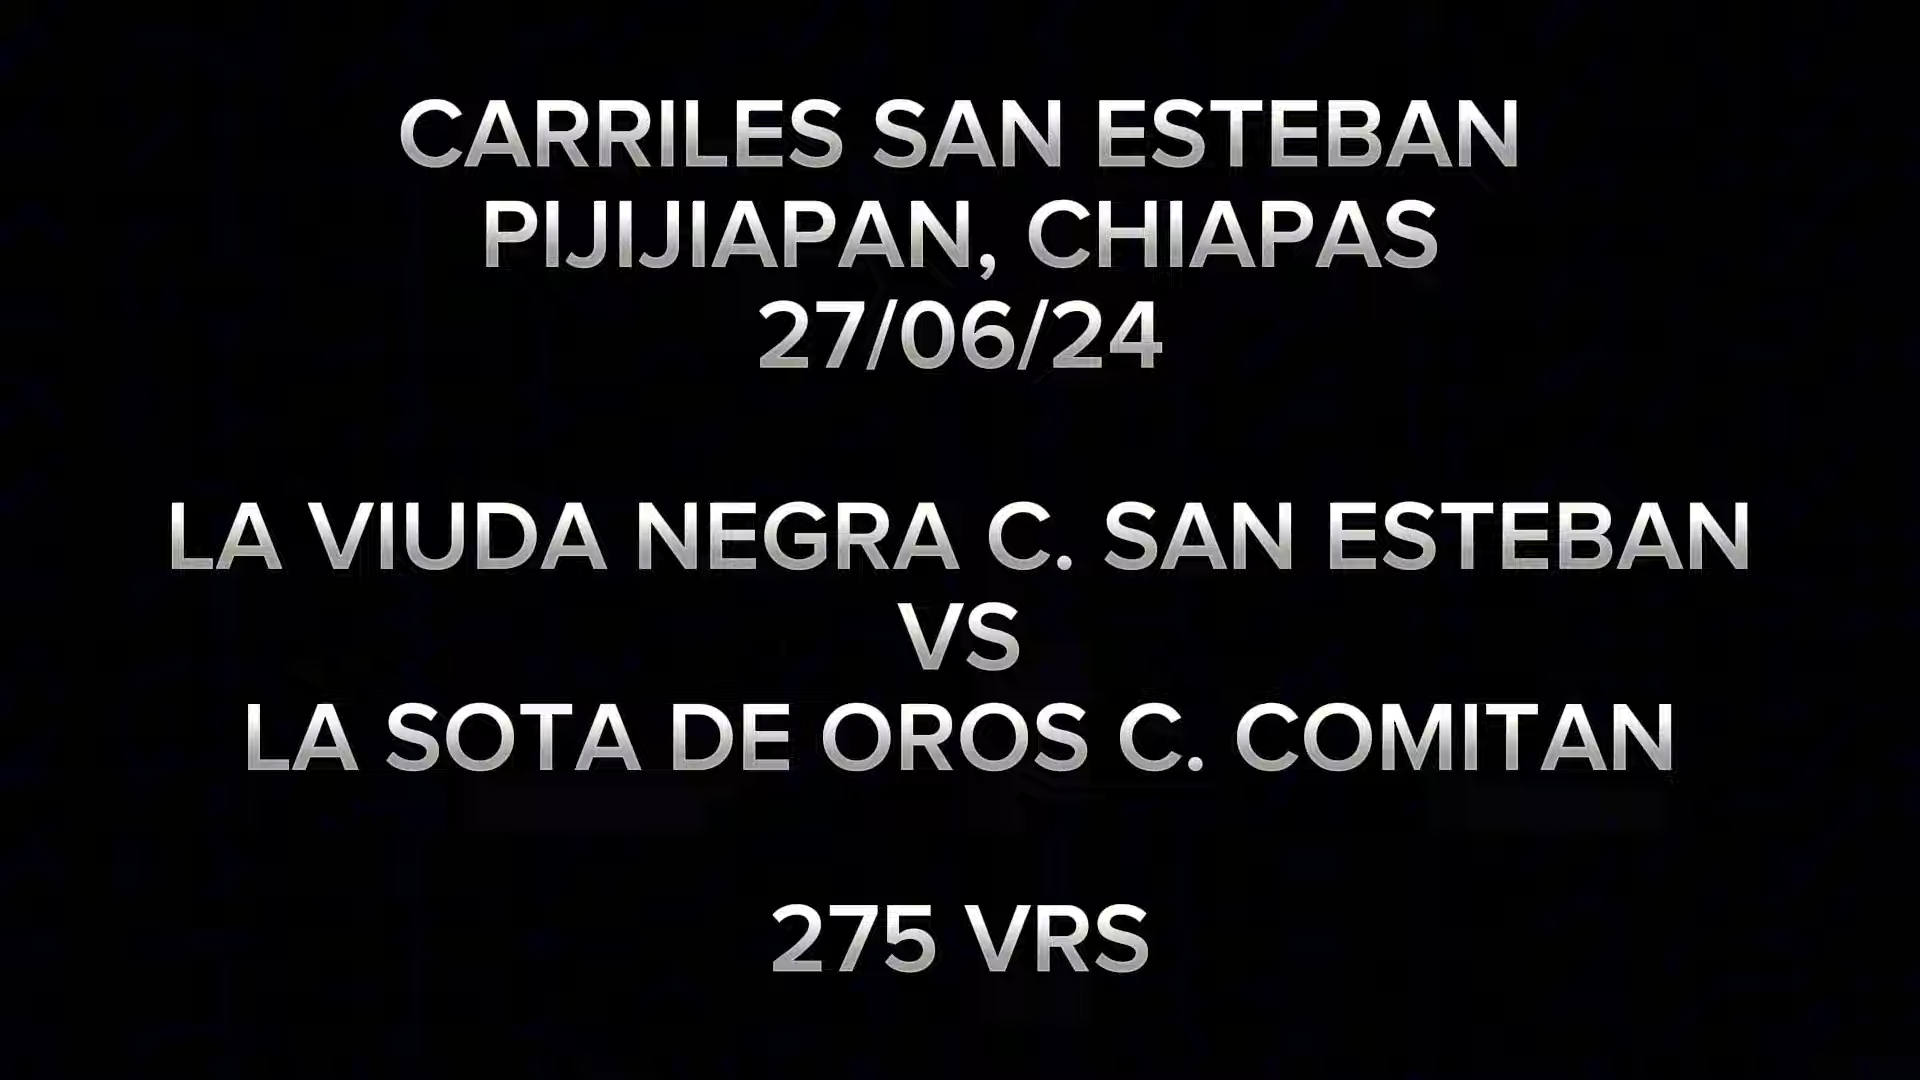 CARRILES SAN ESTEBAN
PIJIJIAPAN, CHIAPAS
27/06/24
LA VIUDA NEGRA C. SAN ESTEBAN
VS
LA SOTA DE OROS C. COMITAN
275 VRS